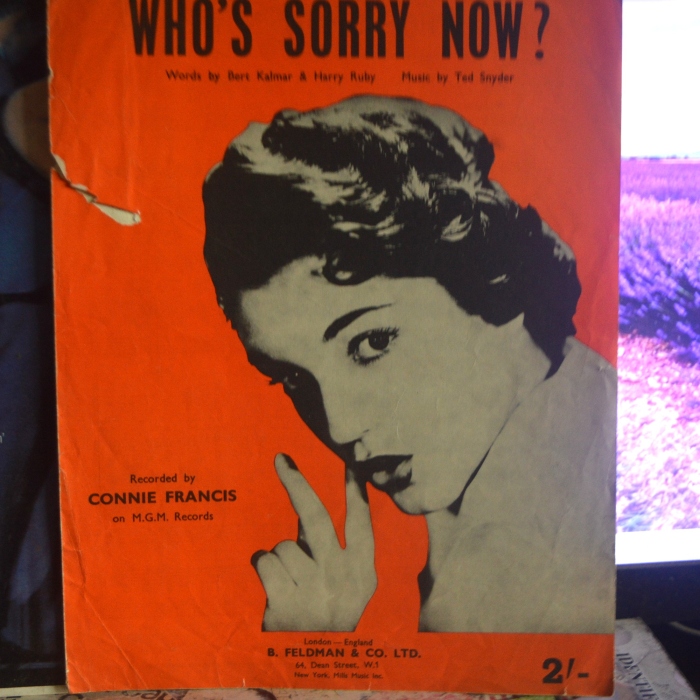 WHO'S SORRY NOW?
Words by Bert Kalmar & Harry Ruby Music by Ted Snyder
Recorded by
CONNIE FRANCIS
on M.G.M. Records
London—England
B. FELDMAN & CO. LTD.
64, Dean Street, W.1
New York, Mills Music Inc.
2/-